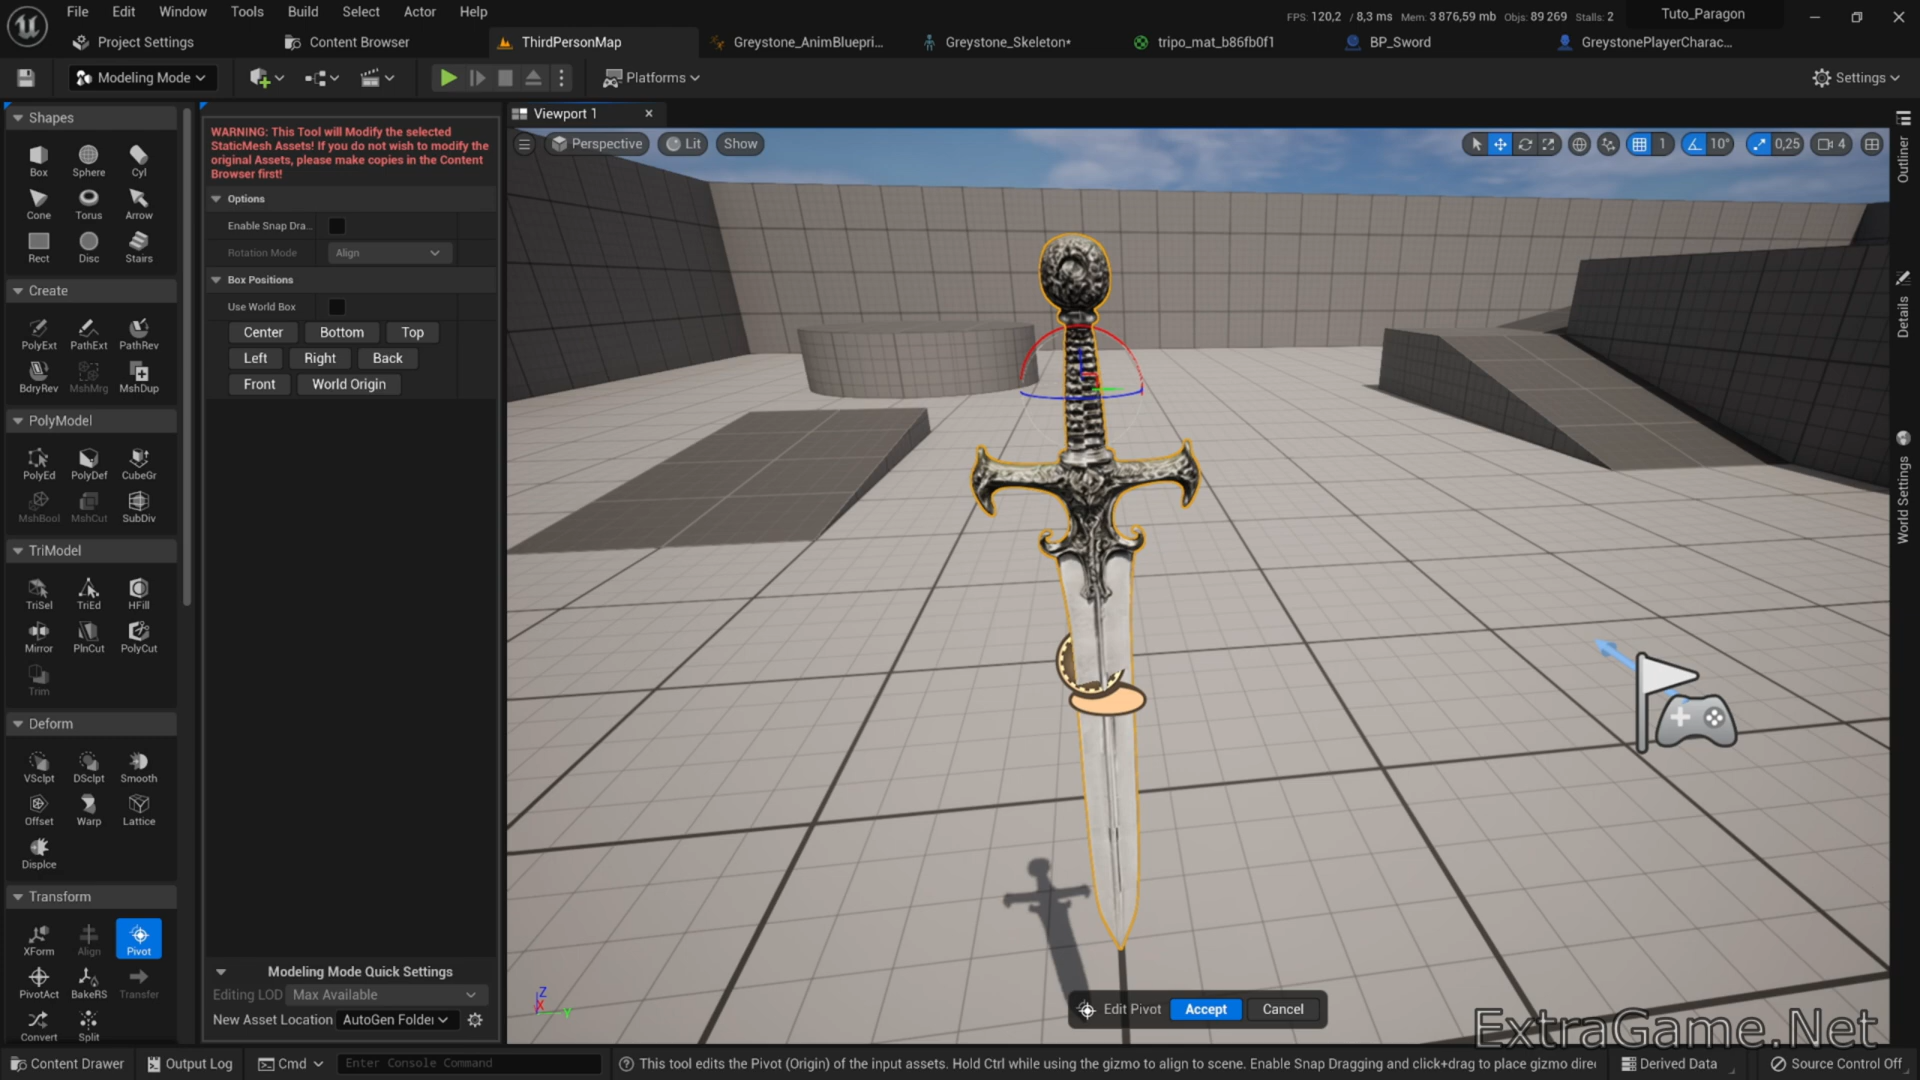 File Edit Window Tools Build Select Actor Help
FPS: 120,2 / 8,3 ms Mem: 3 876,59 mb Objs: 89 269 Stalls: 2
Tuto_Paragon
Project Settings
Content Browser
ThirdPersonMap
Greystone_AnimBluepri...
Greystone_Skeleton*
tripo_mat_b86fb0f1
BP_Sword
GreystonePlayerCharac...
Modeling Mode
Platforms
Settings
Shapes
Box Sphere Cyl
Cone Torus Arrow
Rect Disc Stairs
Create
PolyExt PathExt PathRev
BdryRev MshMrg MshDup
PolyModel
PolyEd PolyDef CubeGr
MshBool MshCut SubDiv
TriModel
TriSel TriEd HFill
Mirror PlnCut PolyCut
Trim
Deform
VSclpt DSclpt Smooth
Offset Warp Lattice
Displce
Transform
XForm Align Pivot
PivotAct BakeRS Transfer
Convert Split
WARNING: This Tool will Modify the selected
StaticMesh Assets! If you do not wish to modify the
original Assets, please make copies in the Content
Browser first!
Options
Enable Snap Dra...
Rotation Mode Align
Box Positions
Use World Box
Center Bottom Top
Left Right Back
Front World Origin
Modeling Mode Quick Settings
Editing LOD Max Available
New Asset Location AutoGen Folder
Viewport 1
Perspective Lit Show
1 10° 0,25 4
Z
X
Y
Edit Pivot Accept Cancel
Outliner
Details
World Settings
ExtraGame.Net
Content Drawer Output Log Cmd Enter Console Command
This tool edits the Pivot (Origin) of the input assets. Hold Ctrl while using the gizmo to align to scene. Enable Snap Dragging and click+drag to place gizmo dire
Derived Data Source Control Off